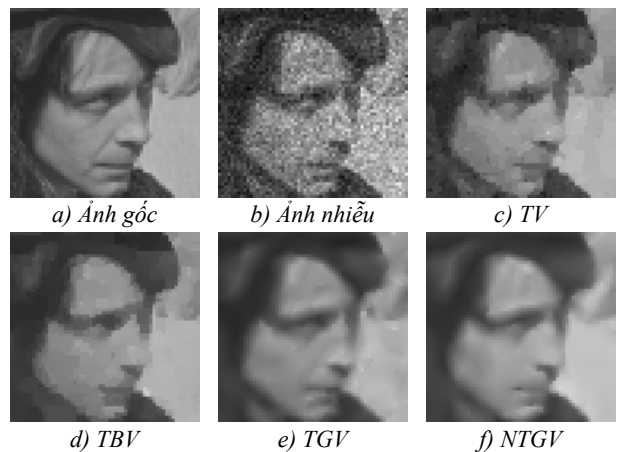 a) Ảnh gốc
b) Ảnh nhiễu
c) TV
d) TBV
e) TGV
f) NTGV